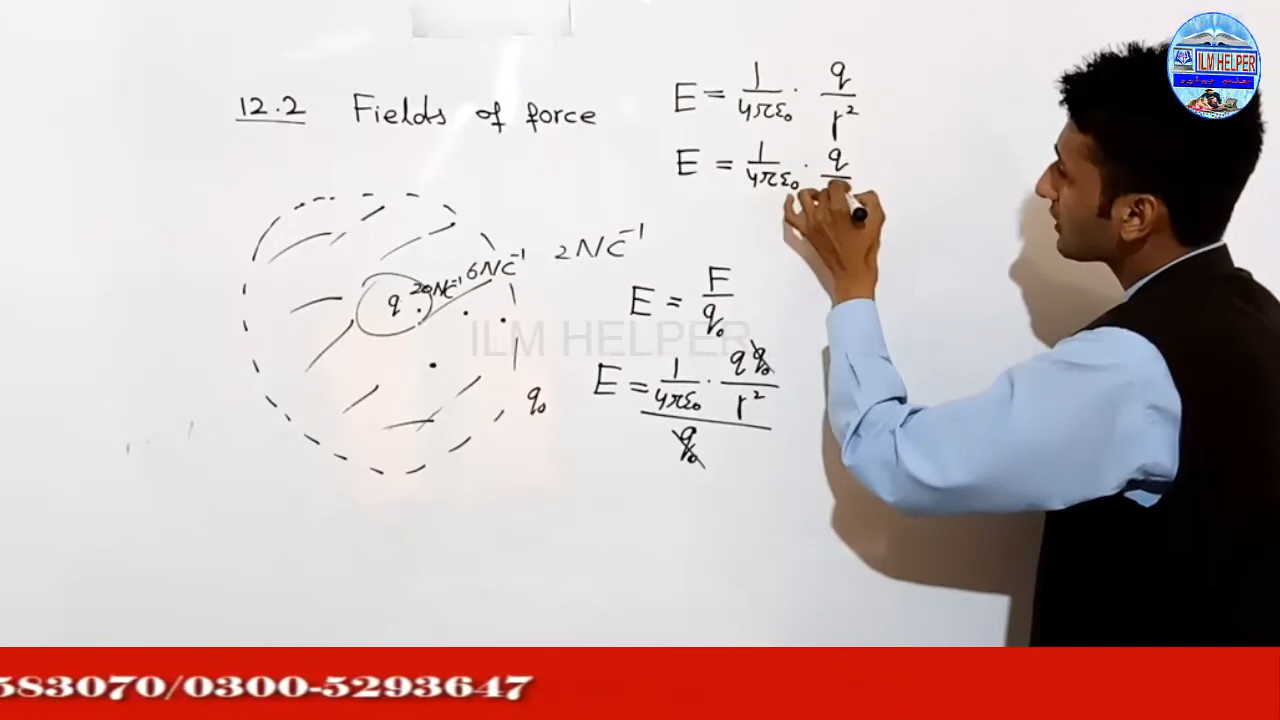 12.2 Fields of force
E = 1/4πε₀ · q/r²
E = 1/4πε₀ · q
2NC⁻¹
6NC⁻¹
20NC⁻¹
q
E = F/q₀
E = 1/4πε₀ · qq₀/r²
q₀
q₀
ILM HELPER
ILM HELPER
583070/0300-5293647